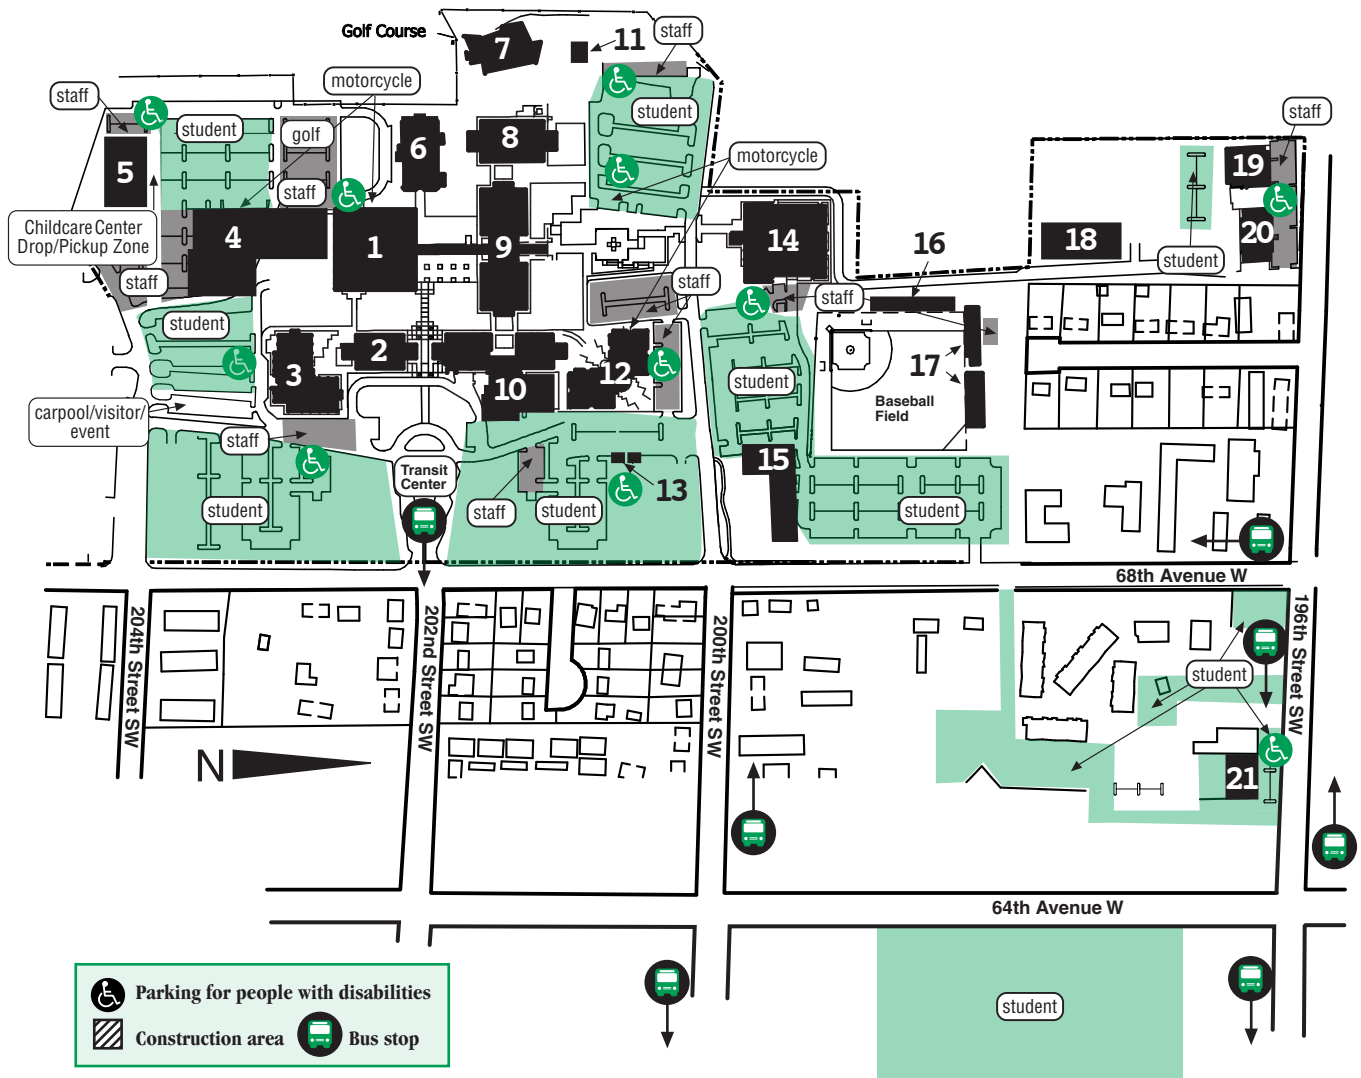 Golf Course
7
11
staff
motorcycle
staff
student
student
golf
6
8
motorcycle
staff
19
5
staff
Childcare Center
Drop/Pickup Zone
4
1
9
14
16
18
20
student
staff
staff
staff
student
3
2
10
12
17
student
carpool/visitor/
event
Baseball
Field
staff
Transit
Center
15
13
student
staff
student
student
68th Avenue W
204th Street SW
202nd Street SW
200th Street SW
196th Street SW
student
N
21
64th Avenue W
student
Parking for people with disabilities
Construction area
Bus stop